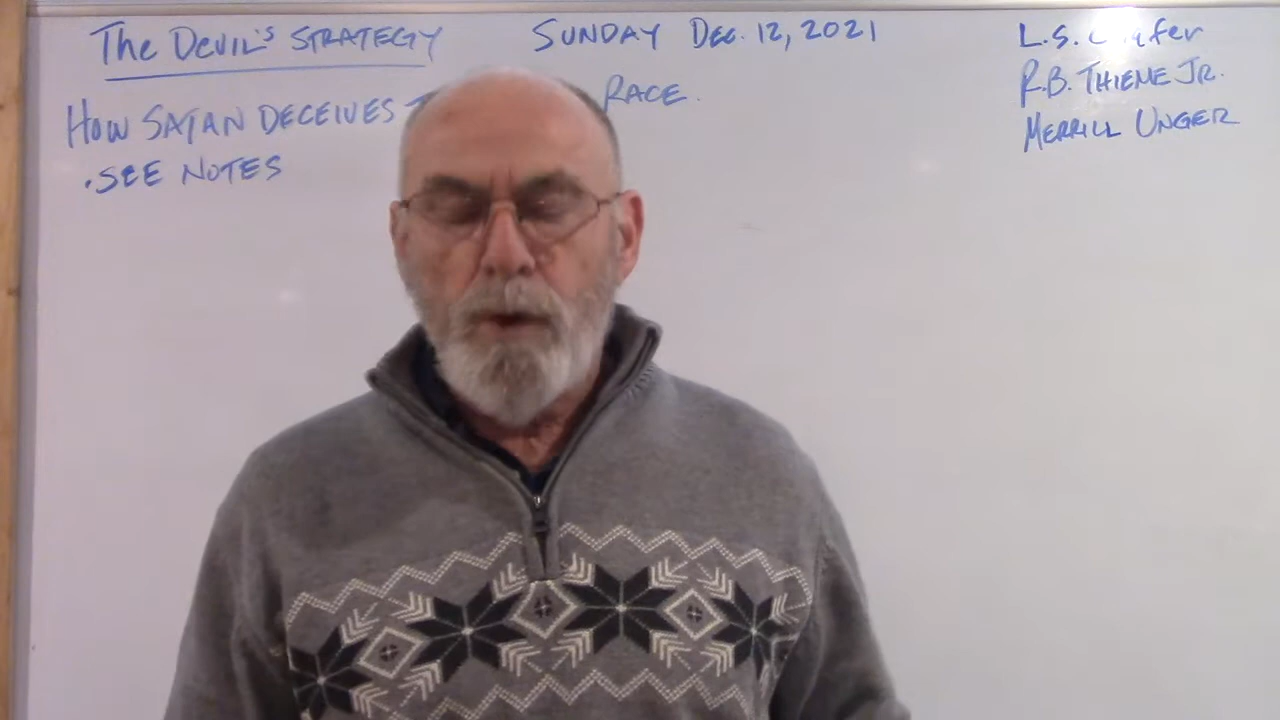 The Devil's STRATEGY
SUNDAY DEC. 12, 2021
L.S.
HOW SATAN DECEIVES RACE.
R.B. THIEME JR.
MERRILL UNGER
• SEE NOTES